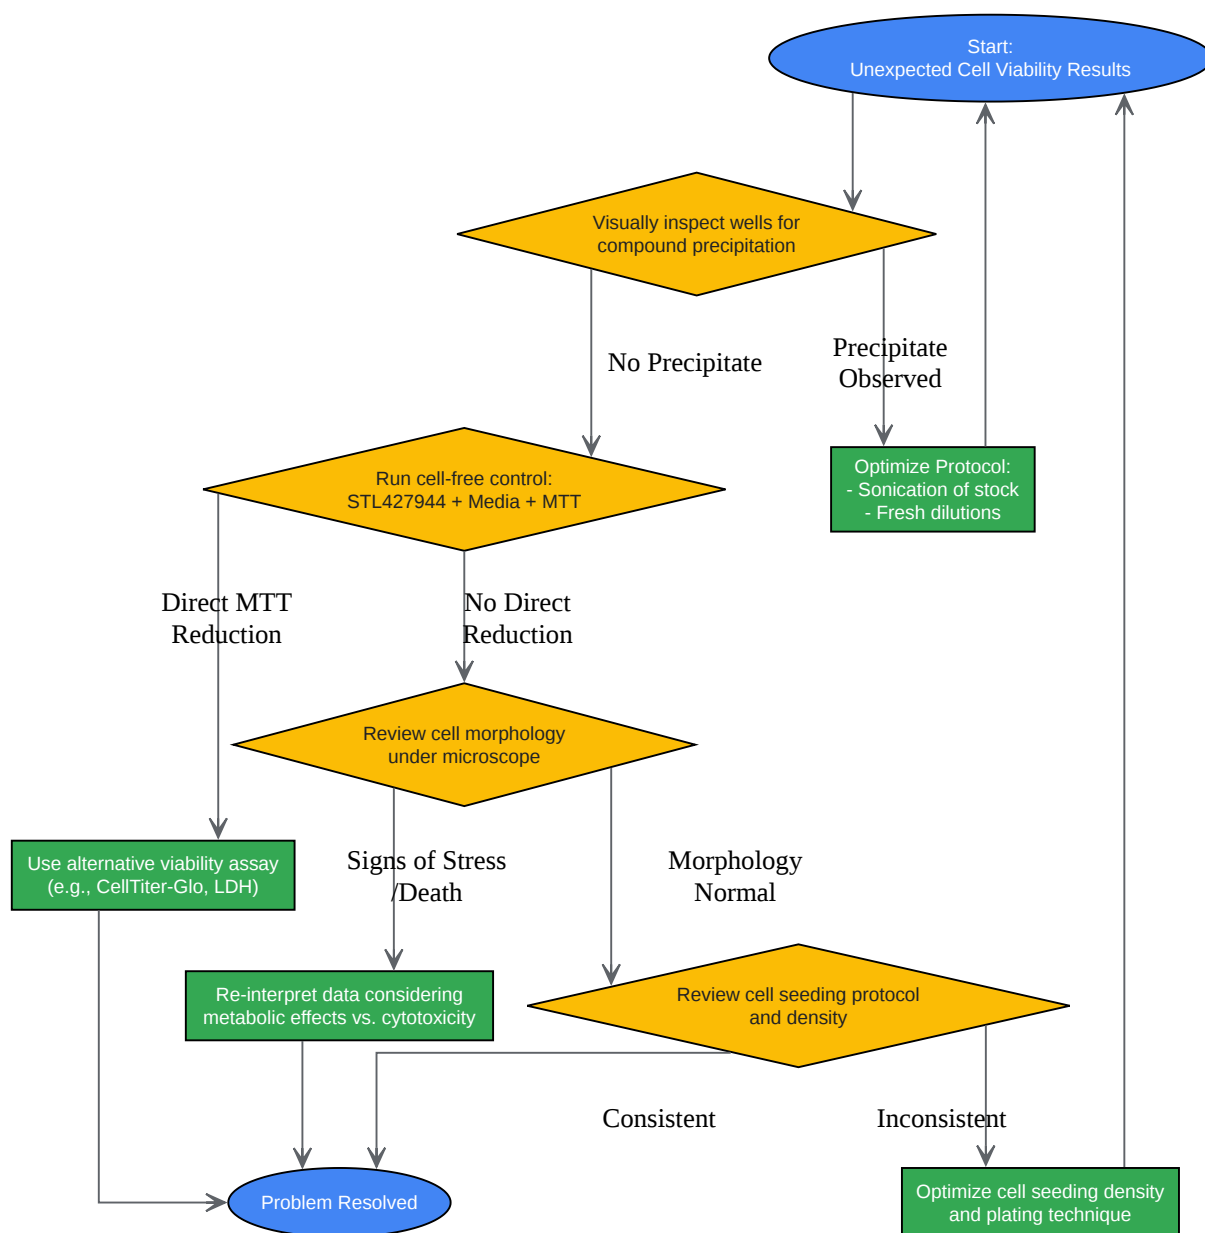 Start:
Unexpected Cell Viability Results
Visually inspect wells for
compound precipitation
No Precipitate
Precipitate
Observed
Run cell-free control:
STL427944 + Media + MTT
Optimize Protocol:
- Sonication of stock
- Fresh dilutions
Direct MTT
Reduction
No Direct
Reduction
Review cell morphology
under microscope
Use alternative viability assay
(e.g., CellTiter-Glo, LDH)
Signs of Stress
/Death
Morphology
Normal
Re-interpret data considering
metabolic effects vs. cytotoxicity
Review cell seeding protocol
and density
Consistent
Inconsistent
Problem Resolved
Optimize cell seeding density
and plating technique